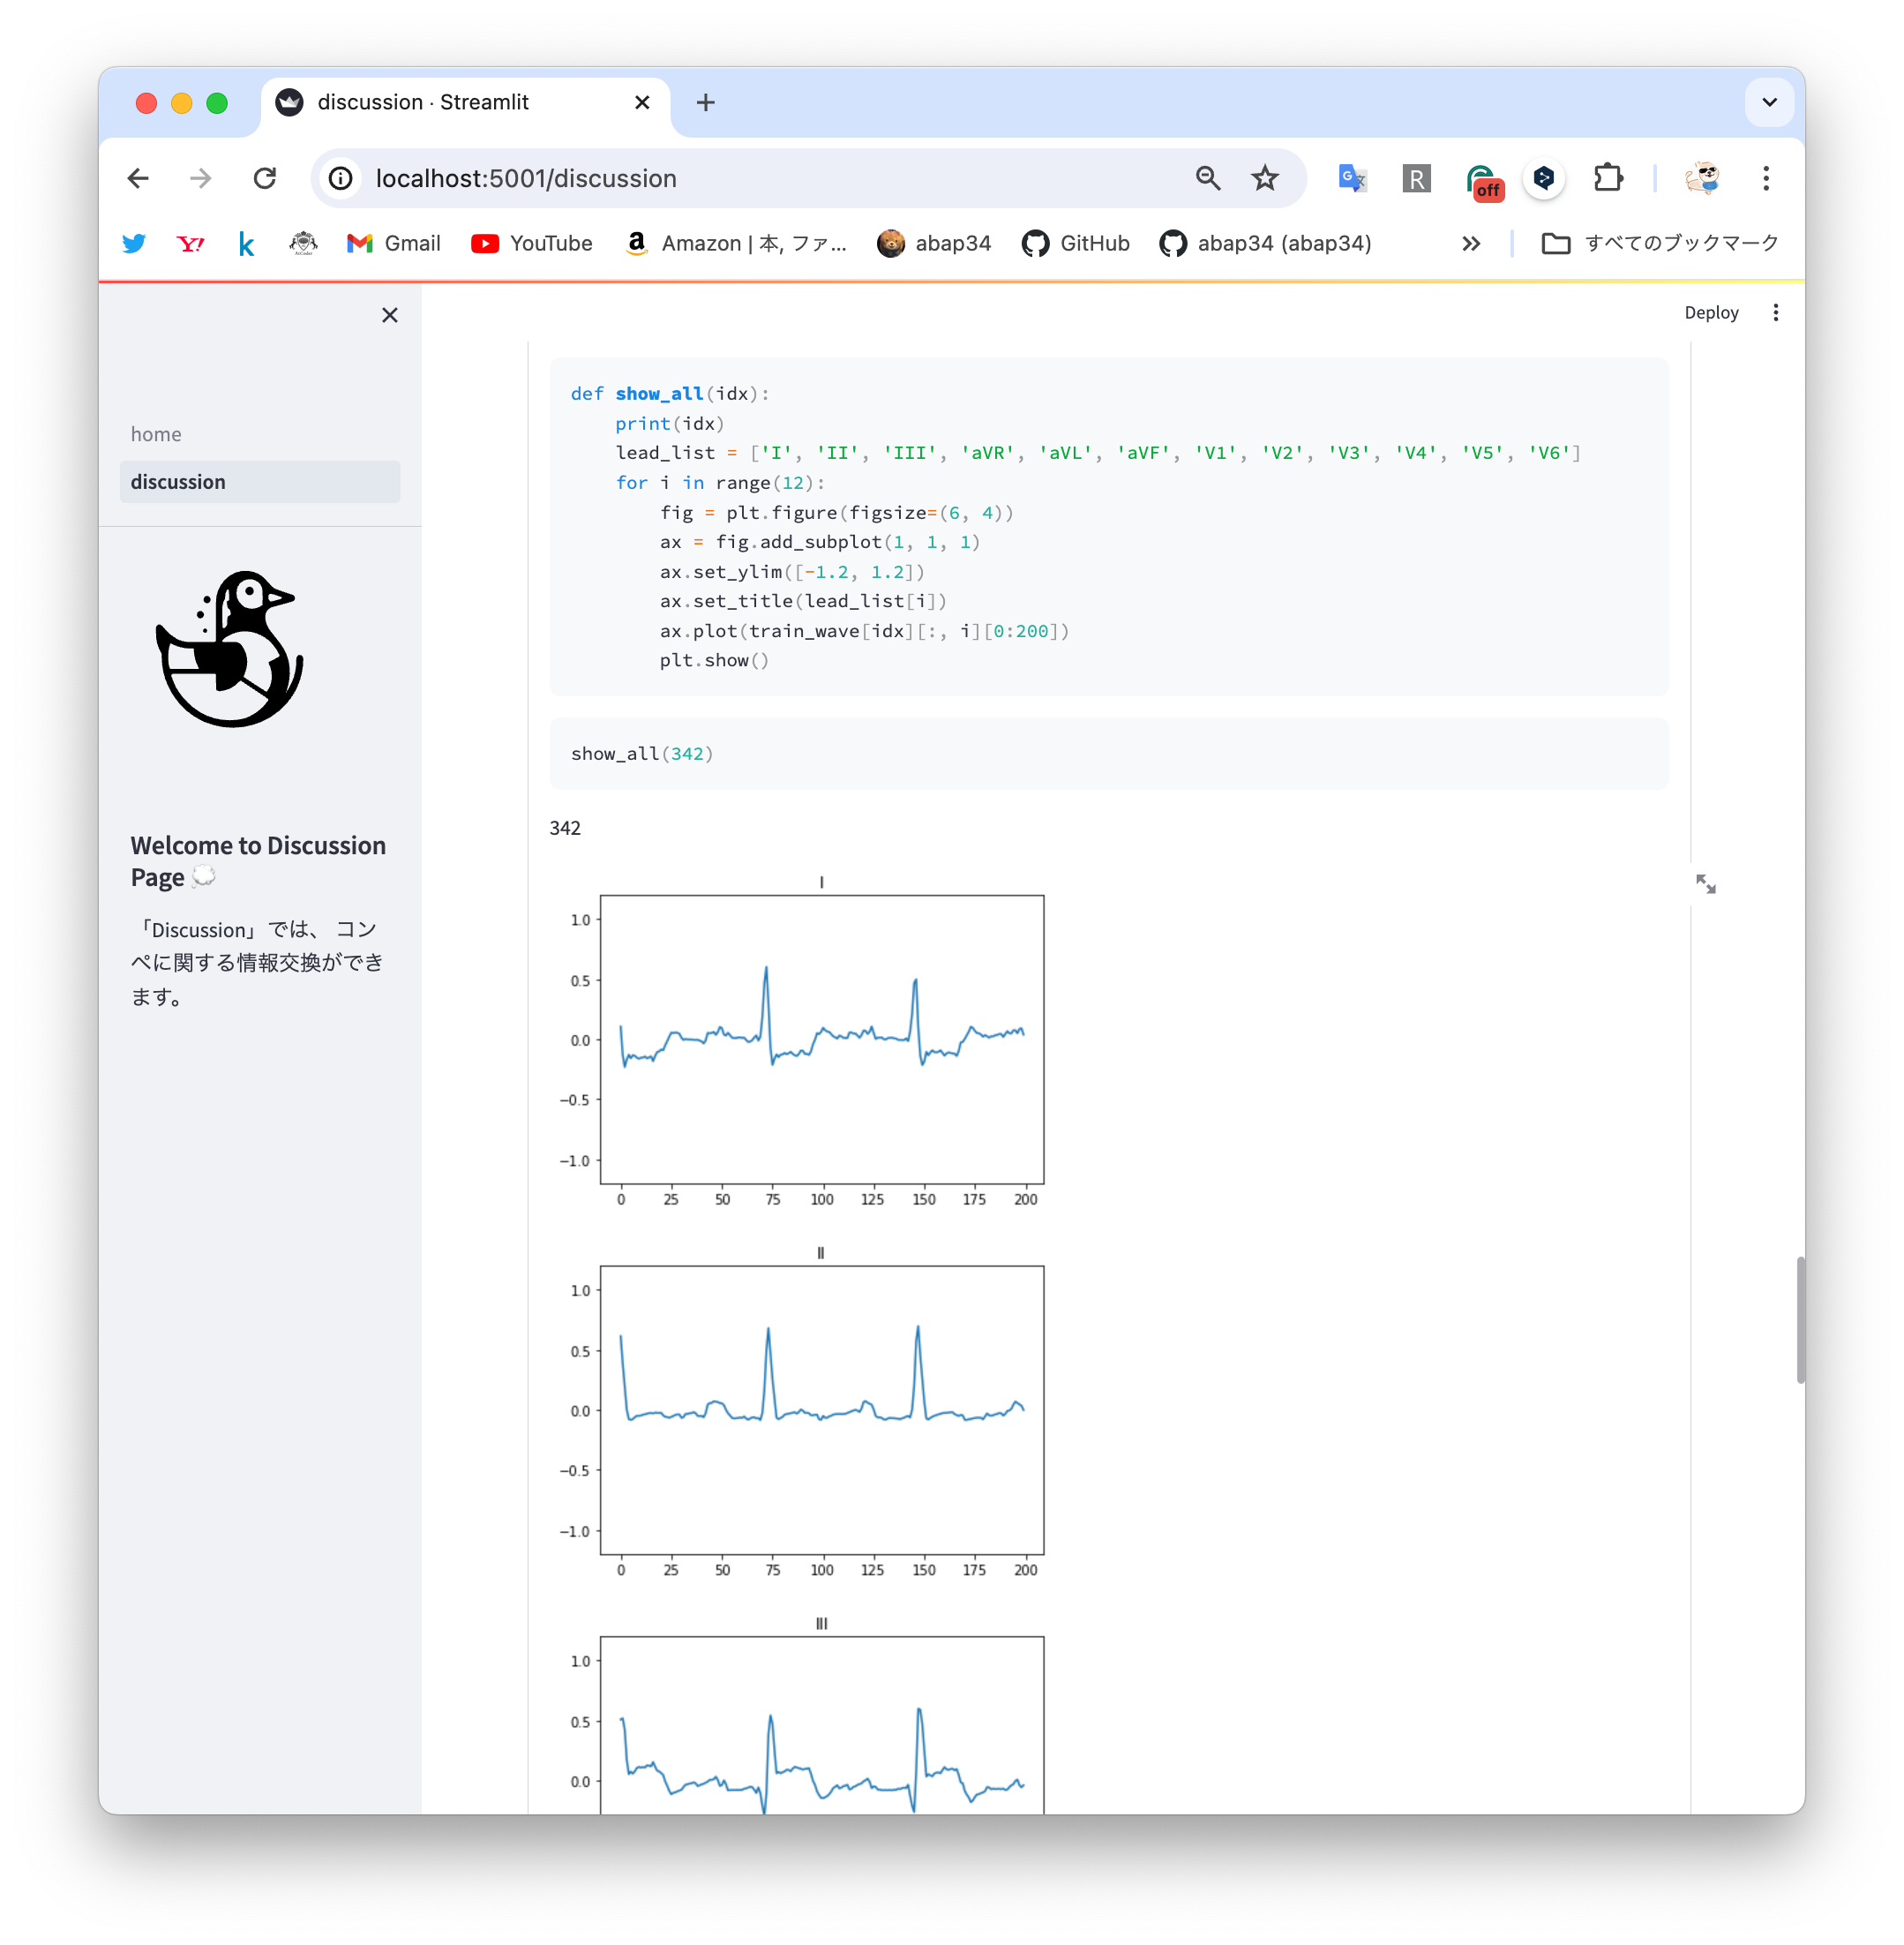 discussion · Streamlit
localhost:5001/discussion
R
off
Y!
k
Gmail
YouTube
Amazon | 本, ファ...
abap34
GitHub
abap34 (abap34)
すべてのブックマーク
Deploy
home
discussion
Welcome to Discussion
Page 💭
「Discussion」では、 コン
ペに関する情報交換ができ
ます。
def show_all(idx):
    print(idx)
    lead_list = ['I', 'II', 'III', 'aVR', 'aVL', 'aVF', 'V1', 'V2', 'V3', 'V4', 'V5', 'V6']
    for i in range(12):
        fig = plt.figure(figsize=(6, 4))
        ax = fig.add_subplot(1, 1, 1)
        ax.set_ylim([-1.2, 1.2])
        ax.set_title(lead_list[i])
        ax.plot(train_wave[idx][:, i][0:200])
        plt.show()
show_all(342)
342
I
1.0
0.5
0.0
−0.5
−1.0
0 25 50 75 100 125 150 175 200
II
1.0
0.5
0.0
−0.5
−1.0
0 25 50 75 100 125 150 175 200
III
1.0
0.5
0.0